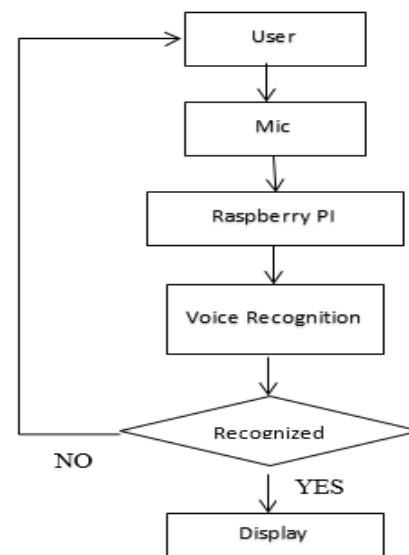 User
Mic
Raspberry PI
Voice Recognition
Recognized
NO
YES
Display